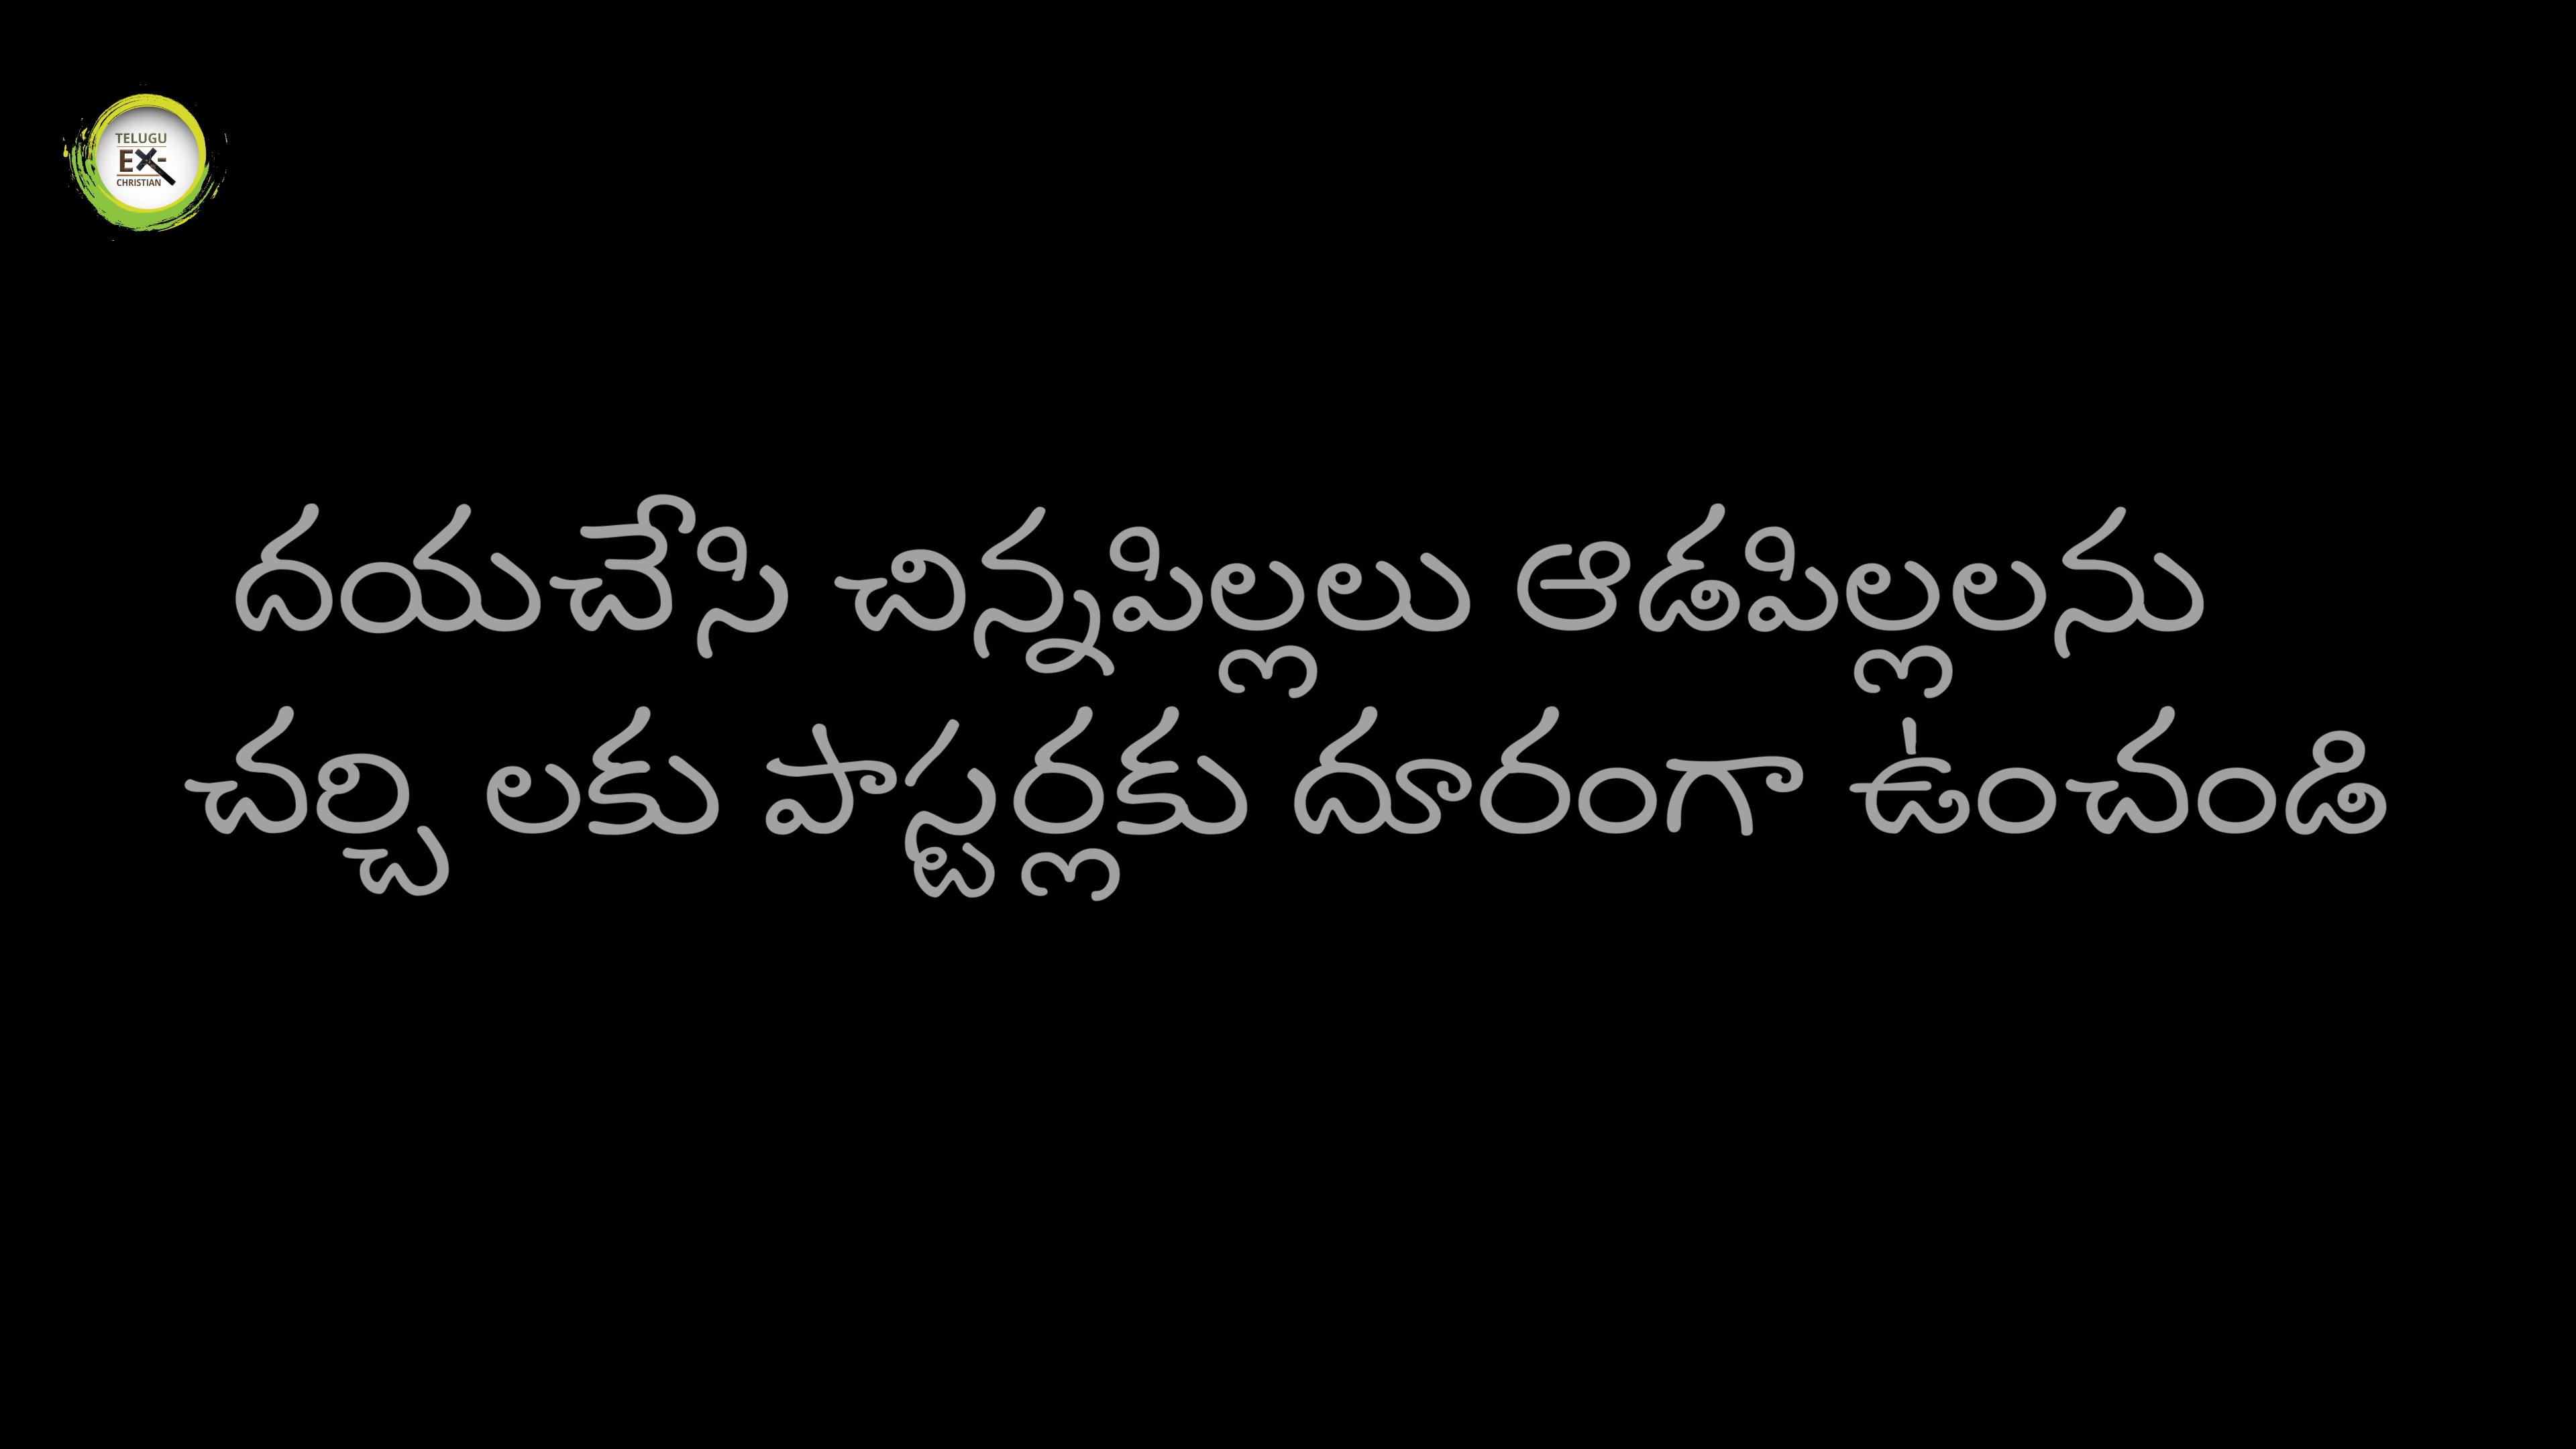 TELUGU
EX-
CHRISTIAN
దయచేసి చిన్నపిల్లలు ఆడపిల్లలను
చర్చి లకు పాస్టర్లకు దూరంగా ఉంచండి